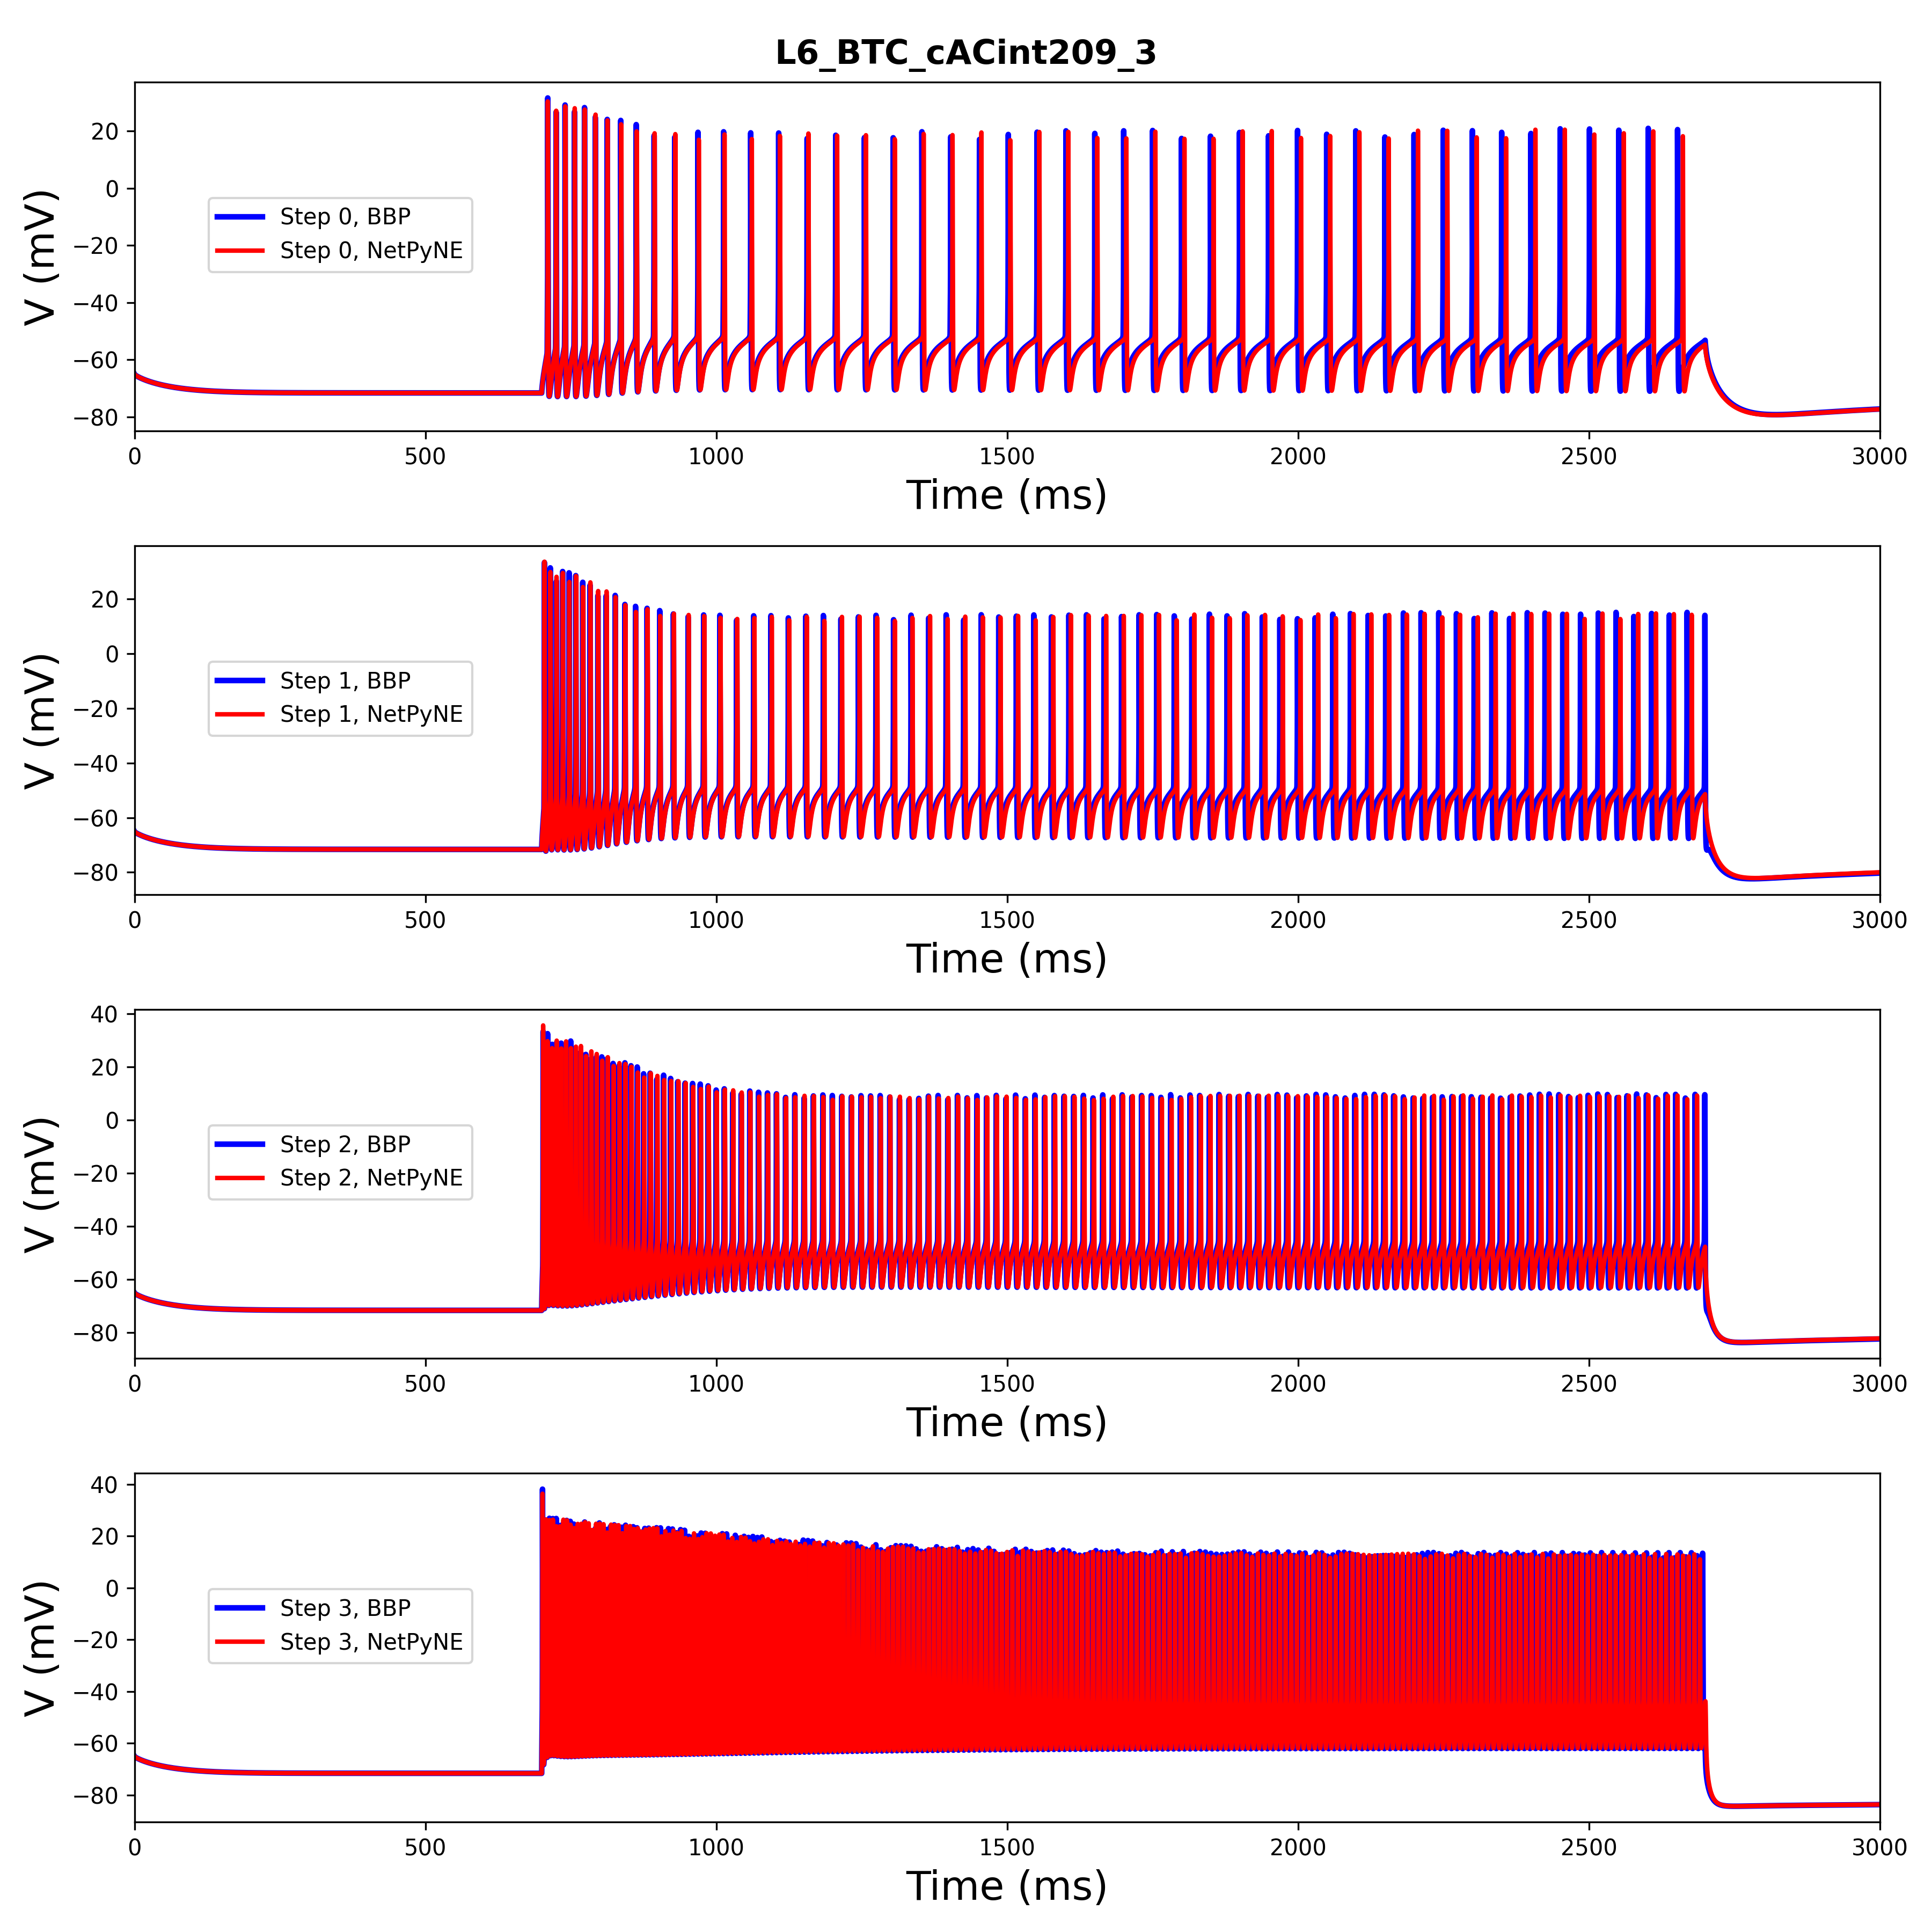 L6_BTC_cACint209_3
V (mV)
20
0
−20
−40
−60
−80
Step 0, BBP
Step 0, NetPyNE
0 500 1000 1500 2000 2500 3000
Time (ms)
V (mV)
20
0
−20
−40
−60
−80
Step 1, BBP
Step 1, NetPyNE
0 500 1000 1500 2000 2500 3000
Time (ms)
V (mV)
40
20
0
−20
−40
−60
−80
Step 2, BBP
Step 2, NetPyNE
0 500 1000 1500 2000 2500 3000
Time (ms)
V (mV)
40
20
0
−20
−40
−60
−80
Step 3, BBP
Step 3, NetPyNE
0 500 1000 1500 2000 2500 3000
Time (ms)